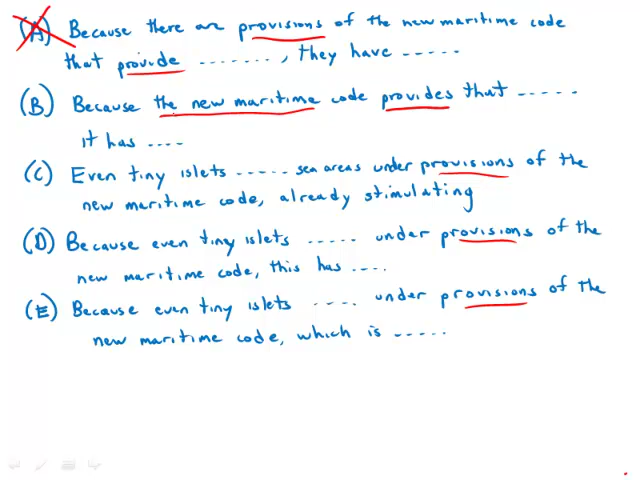 (A) Because there are provisions of the new maritime code
that provide ......., they have .....
(B) Because the new maritime code provides that .....
it has ....
(C) Even tiny islets ..... sea areas under provisions of the
new maritime code, already stimulating
(D) Because even tiny islets ..... under provisions of the
new maritime code, this has ....
(E) Because even tiny islets .... under provisions of the
new maritime code, which is .....